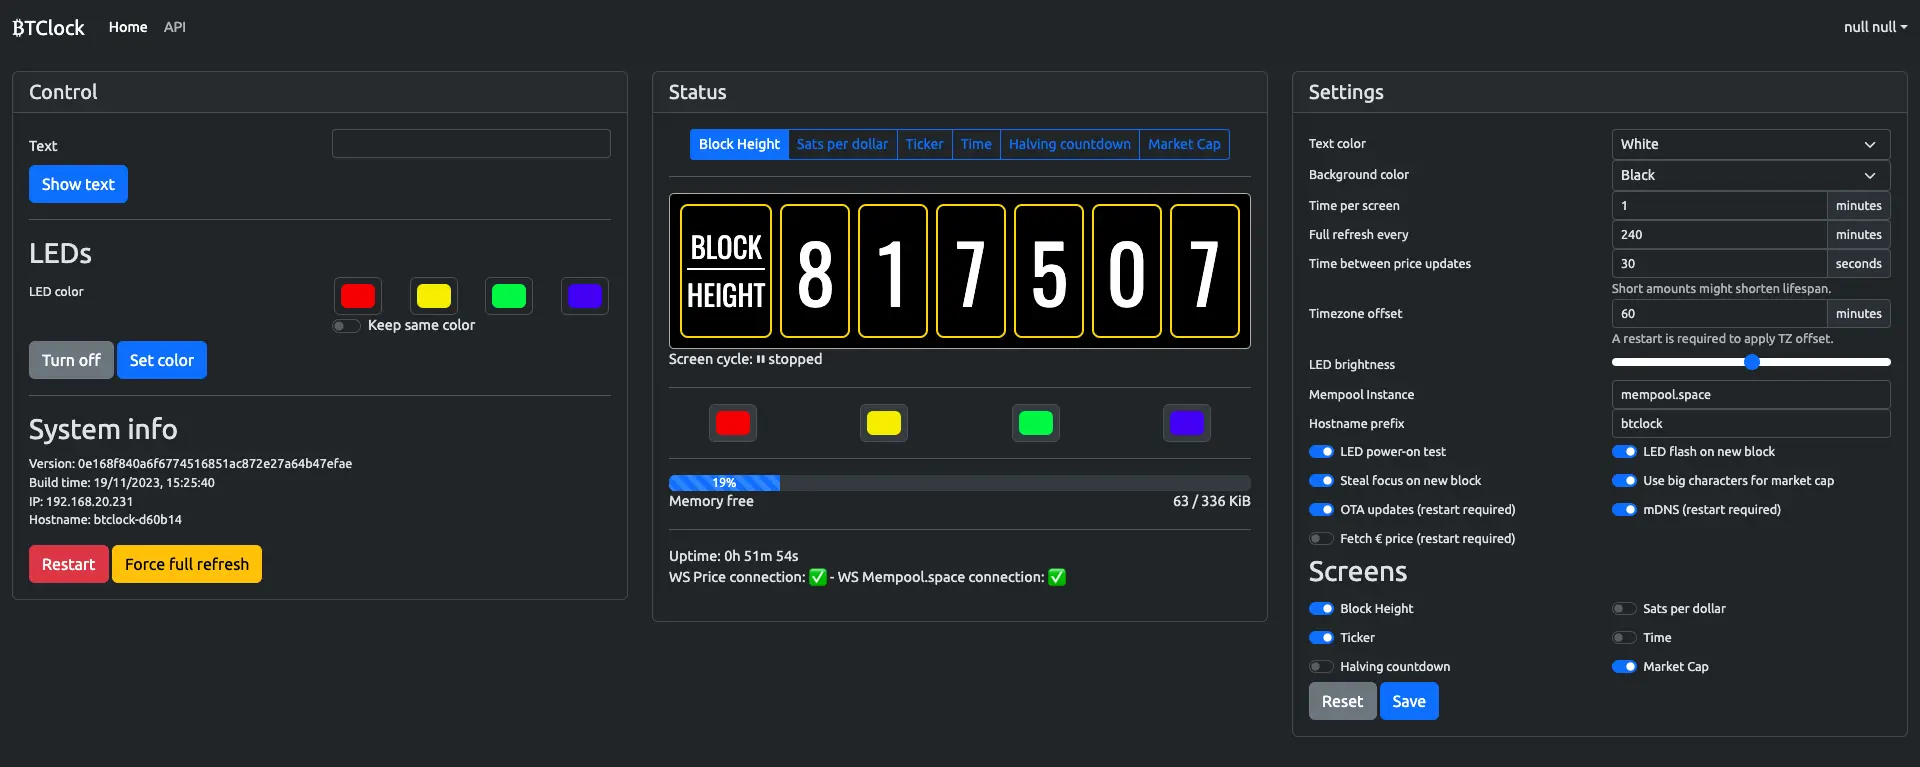 ₿TClock Home API null null
Control
Text
Show text
LEDs
LED color
Keep same color
Turn off Set color
System info
Version: 0e168f840a6f6774516851ac872e27a64b47efae
Build time: 19/11/2023, 15:25:40
IP: 192.168.20.231
Hostname: btclock-d60b14
Restart Force full refresh
Status
Block Height Sats per dollar Ticker Time Halving countdown Market Cap
BLOCK
HEIGHT
8 1 7 5 0 7
Screen cycle: ⏸ stopped
19%
Memory free 63 / 336 KiB
Uptime: 0h 51m 54s
WS Price connection: ✅ - WS Mempool.space connection: ✅
Settings
Text color White
Background color Black
Time per screen 1 minutes
Full refresh every 240 minutes
Time between price updates 30 seconds
Short amounts might shorten lifespan.
Timezone offset 60 minutes
A restart is required to apply TZ offset.
LED brightness
Mempool Instance mempool.space
Hostname prefix btclock
LED power-on test LED flash on new block
Steal focus on new block Use big characters for market cap
OTA updates (restart required) mDNS (restart required)
Fetch € price (restart required)
Screens
Block Height Sats per dollar
Ticker Time
Halving countdown Market Cap
Reset Save